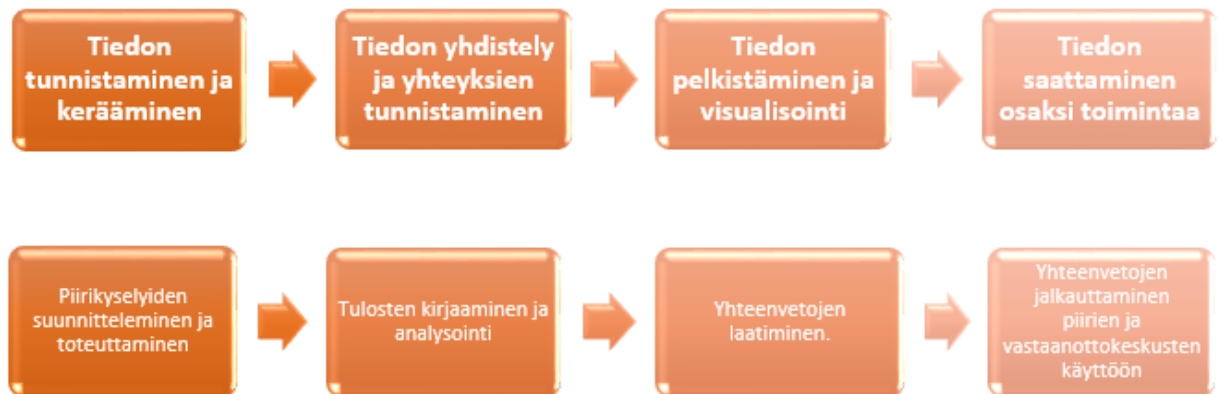 Tiedon
tunnistaminen ja
kerääminen
Tiedon yhdistely
ja yhteyksien
tunnistaminen
Tiedon
pelkistäminen ja
visualisointi
Tiedon
saattaminen
osaksi toimintaa
Piirikyselyiden
suunnitteleminen ja
toteuttaminen
Tulosten kirjaaminen ja
analysointi
Yhteenvetojen
laatiminen.
Yhteenvetojen
jalkauttaminen
piirien ja
vastaanottokeskusten
käyttöön